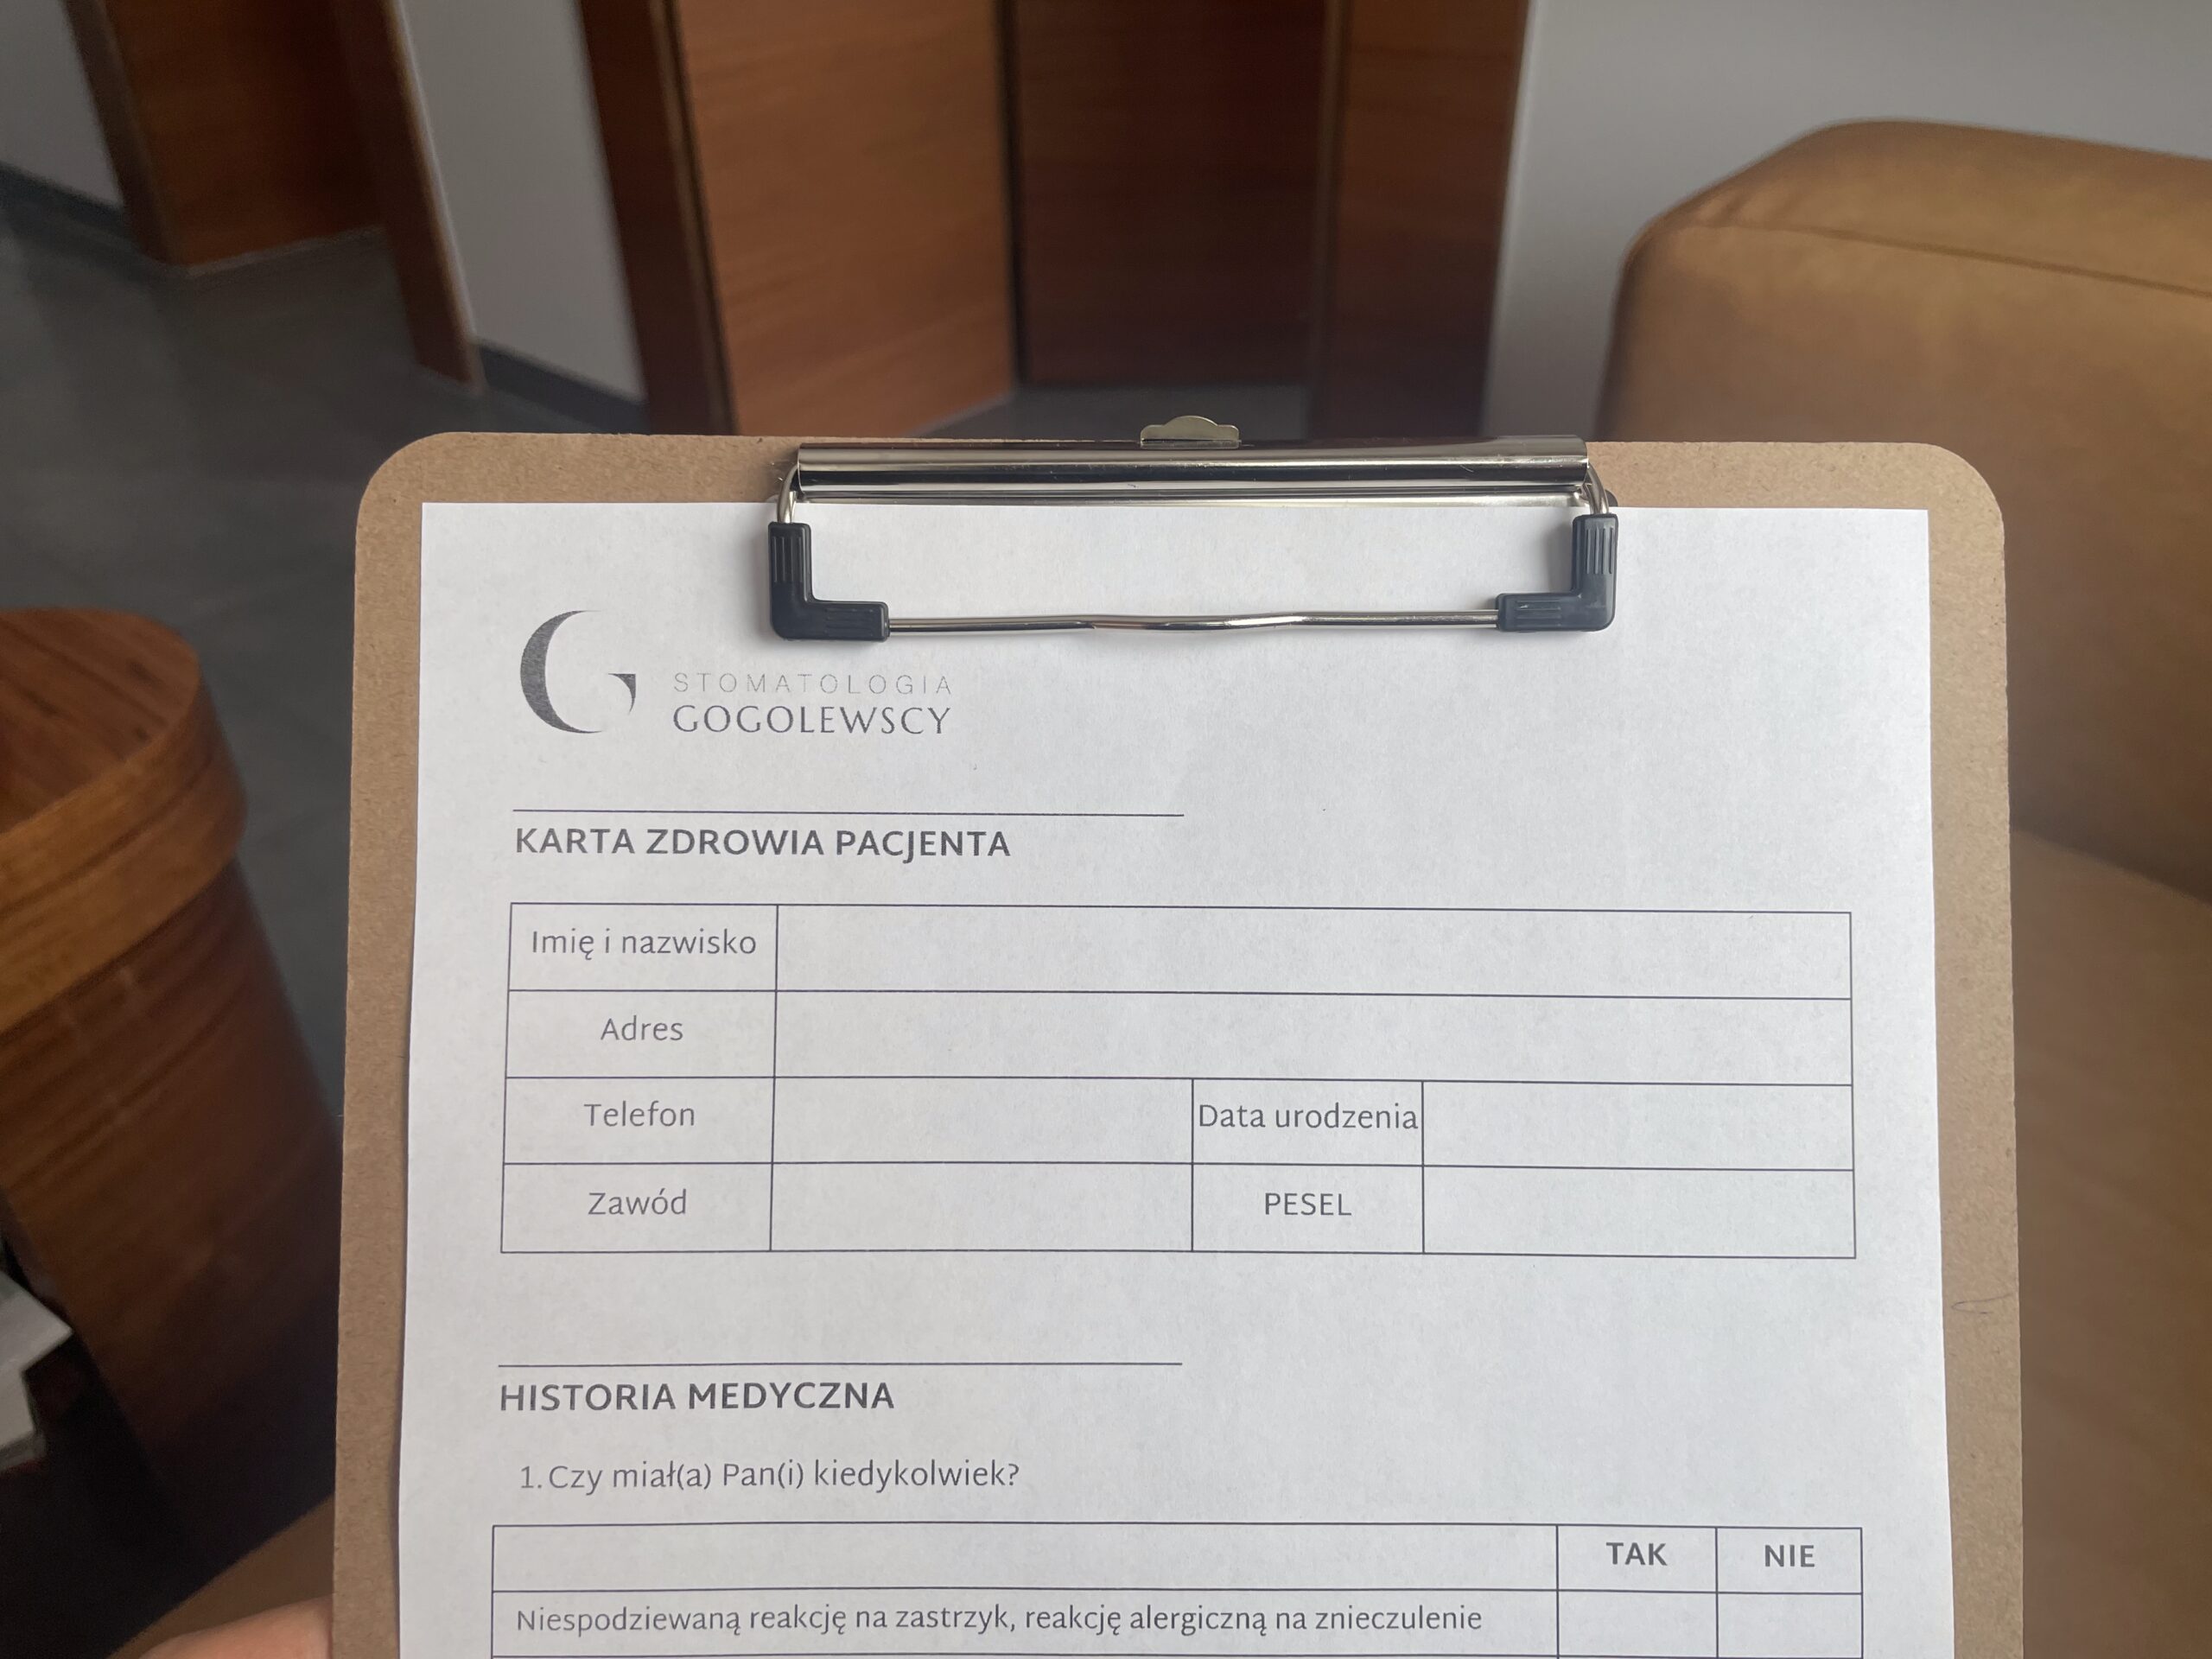 STOMATOLOGIA
GOGOLEWSCY
KARTA ZDROWIA PACJENTA
Imię i nazwisko
Adres
Telefon
Data urodzenia
Zawód
PESEL
HISTORIA MEDYCZNA
1. Czy miał(a) Pan(i) kiedykolwiek?
TAK NIE
Niespodziewaną reakcję na zastrzyk, reakcję alergiczną na znieczulenie